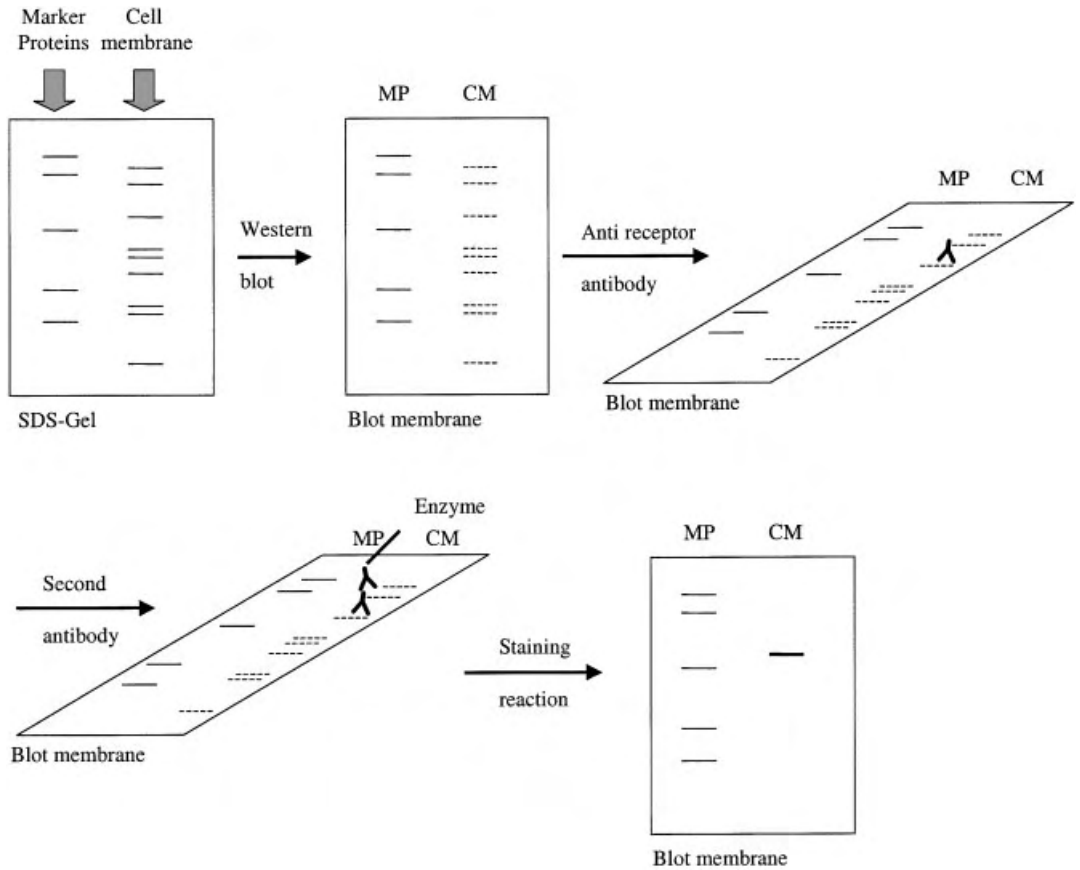 Marker Proteins
Cell membrane
SDS-Gel
Western
blot
MP CM
Blot membrane
Anti receptor
antibody
MP CM
Blot membrane
Second
antibody
Enzyme
MP CM
Blot membrane
Staining
reaction
MP CM
Blot membrane